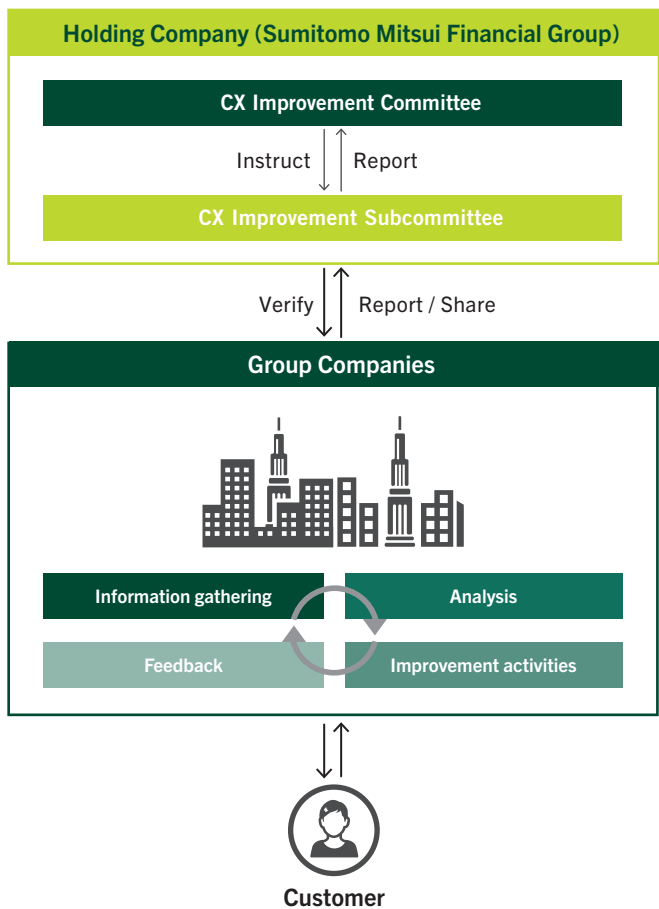 Holding Company (Sumitomo Mitsui Financial Group)
CX Improvement Committee
Instruct
Report
CX Improvement Subcommittee
Verify
Report / Share
Group Companies
Information gathering
Analysis
Feedback
Improvement activities
Customer